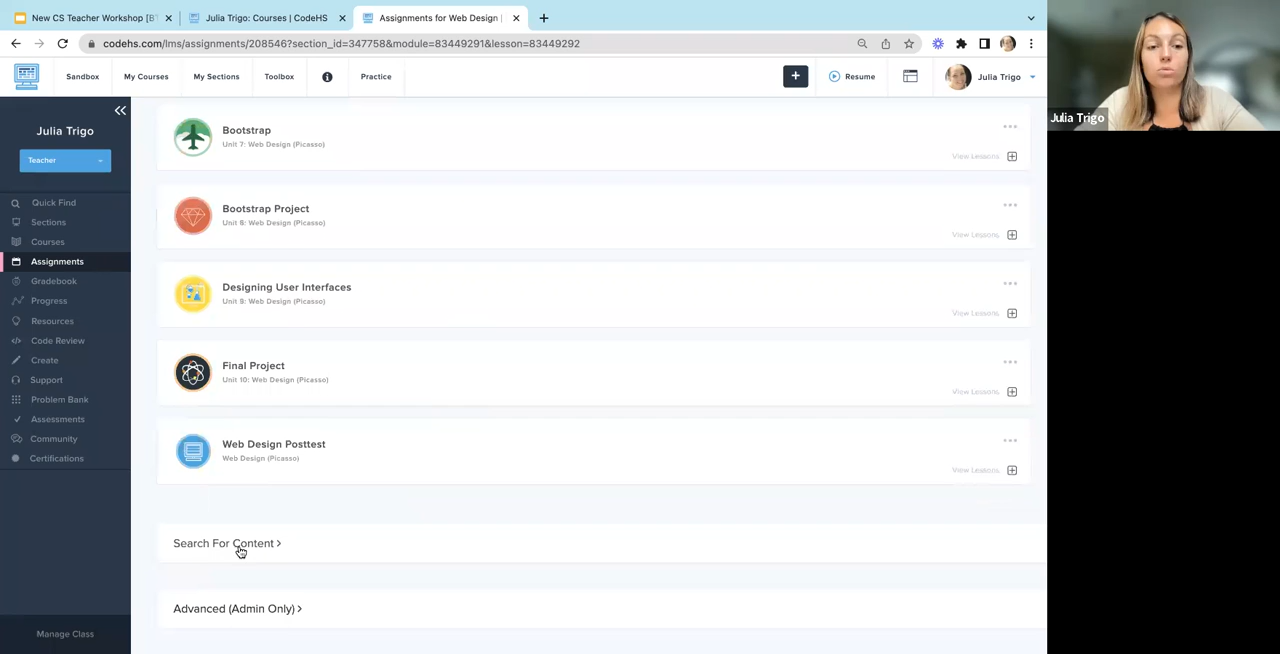 New CS Teacher Workshop [BT
Julia Trigo: Courses | CodeHS
Assignments for Web Design |
codehs.com/lms/assignments/208546?section_id=347758&module=83449291&lesson=83449292
Sandbox
My Courses
My Sections
Toolbox
Practice
+
Resume
Julia Trigo
Julia Trigo
Teacher
Quick Find
Sections
Courses
Assignments
Gradebook
Progress
Resources
Code Review
Create
Support
Problem Bank
Assessments
Community
Certifications
Manage Class
Bootstrap
Unit 7: Web Design (Picasso)
View Lessons
Bootstrap Project
Unit 8: Web Design (Picasso)
View Lessons
Designing User Interfaces
Unit 9: Web Design (Picasso)
View Lessons
Final Project
Unit 10: Web Design (Picasso)
View Lessons
Web Design Posttest
Web Design (Picasso)
View Lessons
Search For Content >
Advanced (Admin Only) >
Julia Trigo